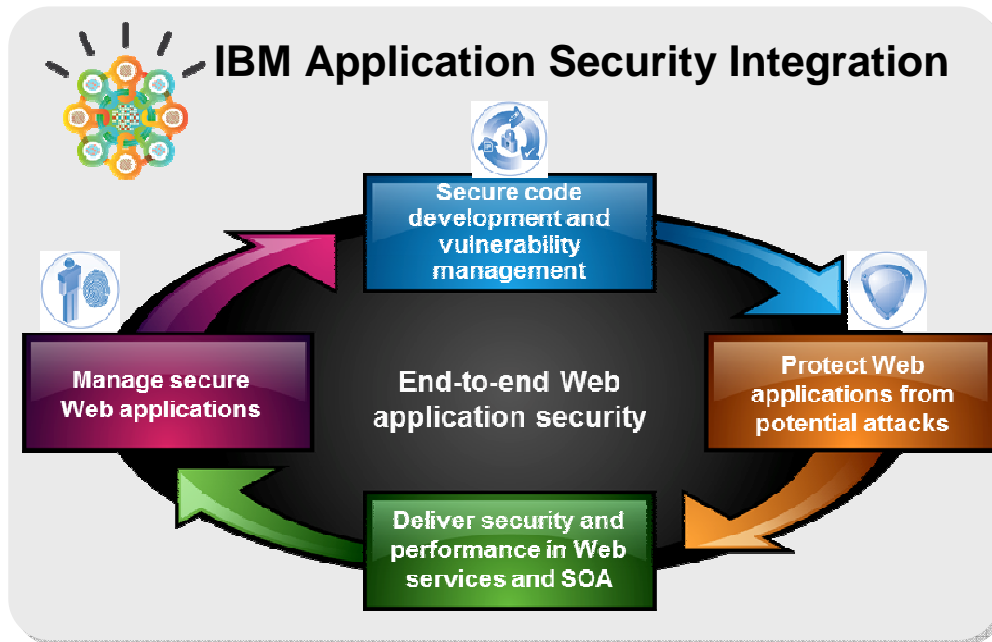 IBM Application Security Integration
Secure code
development and
vulnerability
management
Manage secure
Web applications
End-to-end Web
application security
Protect Web
applications from
potential attacks
Deliver security and
performance in Web
services and SOA